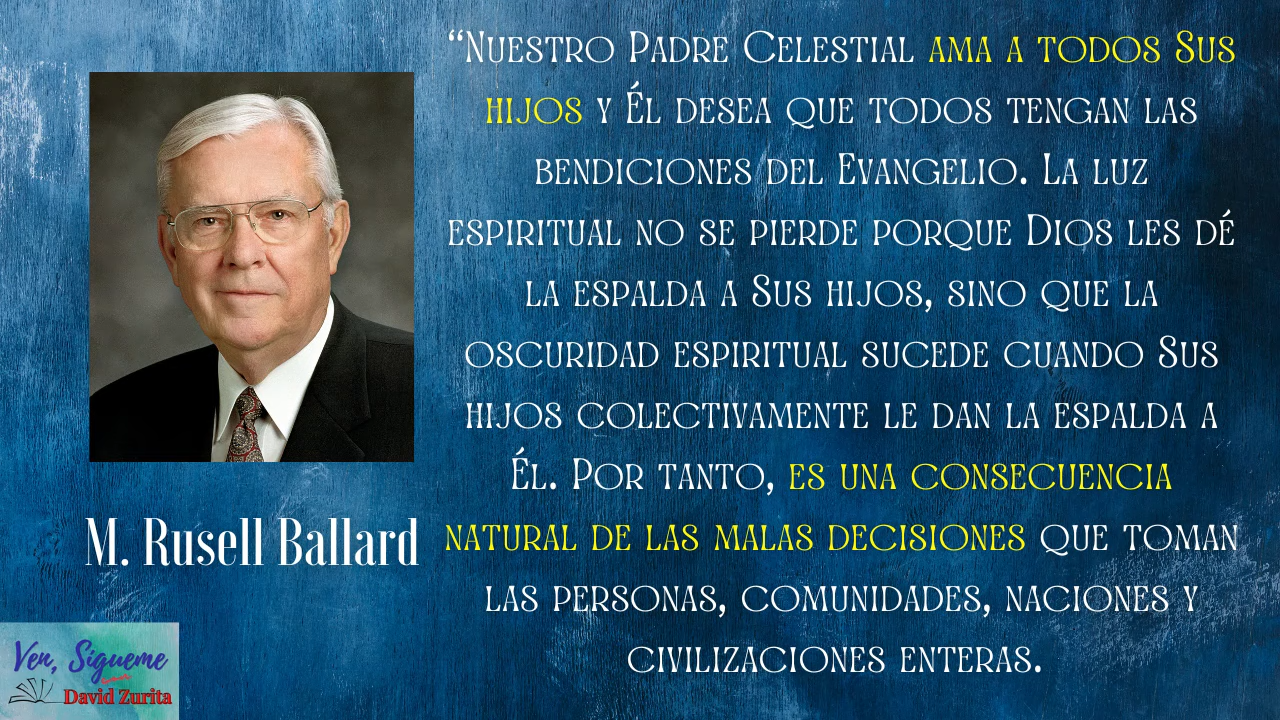 “Nuestro Padre Celestial ama a todos Sus
hijos y Él desea que todos tengan las
bendiciones del Evangelio. La luz
espiritual no se pierde porque Dios les dé
la espalda a Sus hijos, sino que la
oscuridad espiritual sucede cuando Sus
hijos colectivamente le dan la espalda a
Él. Por tanto, es una consecuencia
natural de las malas decisiones que toman
las personas, comunidades, naciones y
civilizaciones enteras.
M. Rusell Ballard
Ven, Sígueme
David Zurita